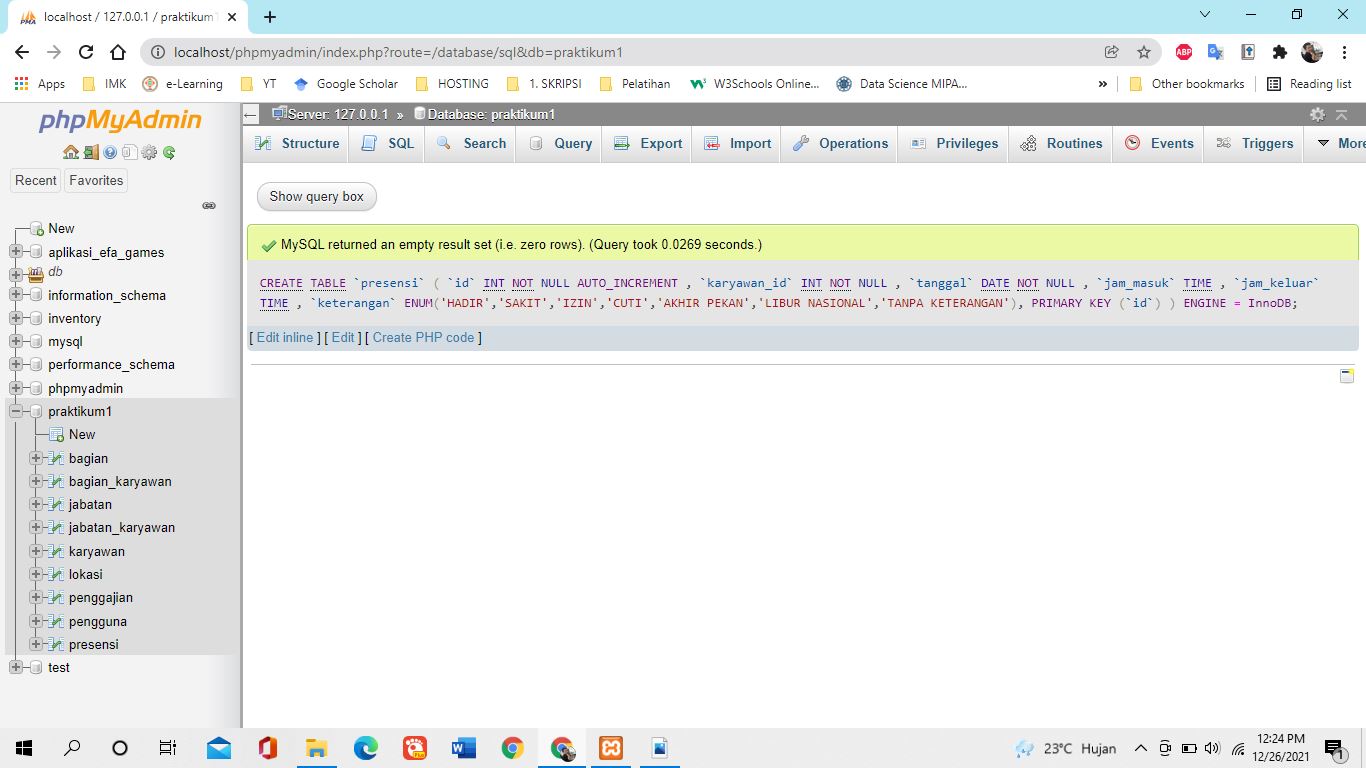 localhost / 127.0.0.1 / praktikum1
localhost/phpmyadmin/index.php?route=/database/sql&db=praktikum1
Apps IMK e-Learning YT Google Scholar HOSTING 1. SKRIPSI Pelatihan W3Schools Online... Data Science MIPA... » Other bookmarks Reading list
phpMyAdmin
Recent Favorites
New
aplikasi_efa_games
db
information_schema
inventory
mysql
performance_schema
phpmyadmin
praktikum1
New
bagian
bagian_karyawan
jabatan
jabatan_karyawan
karyawan
lokasi
penggajian
pengguna
presensi
test
Server: 127.0.0.1 » Database: praktikum1
Structure SQL Search Query Export Import Operations Privileges Routines Events Triggers More
Show query box
MySQL returned an empty result set (i.e. zero rows). (Query took 0.0269 seconds.)
CREATE TABLE `presensi` ( `id` INT NOT NULL AUTO_INCREMENT , `karyawan_id` INT NOT NULL , `tanggal` DATE NOT NULL , `jam_masuk` TIME , `jam_keluar`
TIME , `keterangan` ENUM('HADIR','SAKIT','IZIN','CUTI','AKHIR PEKAN','LIBUR NASIONAL','TANPA KETERANGAN'), PRIMARY KEY (`id`) ) ENGINE = InnoDB;
[ Edit inline ] [ Edit ] [ Create PHP code ]
23°C Hujan
12:24 PM
12/26/2021
1